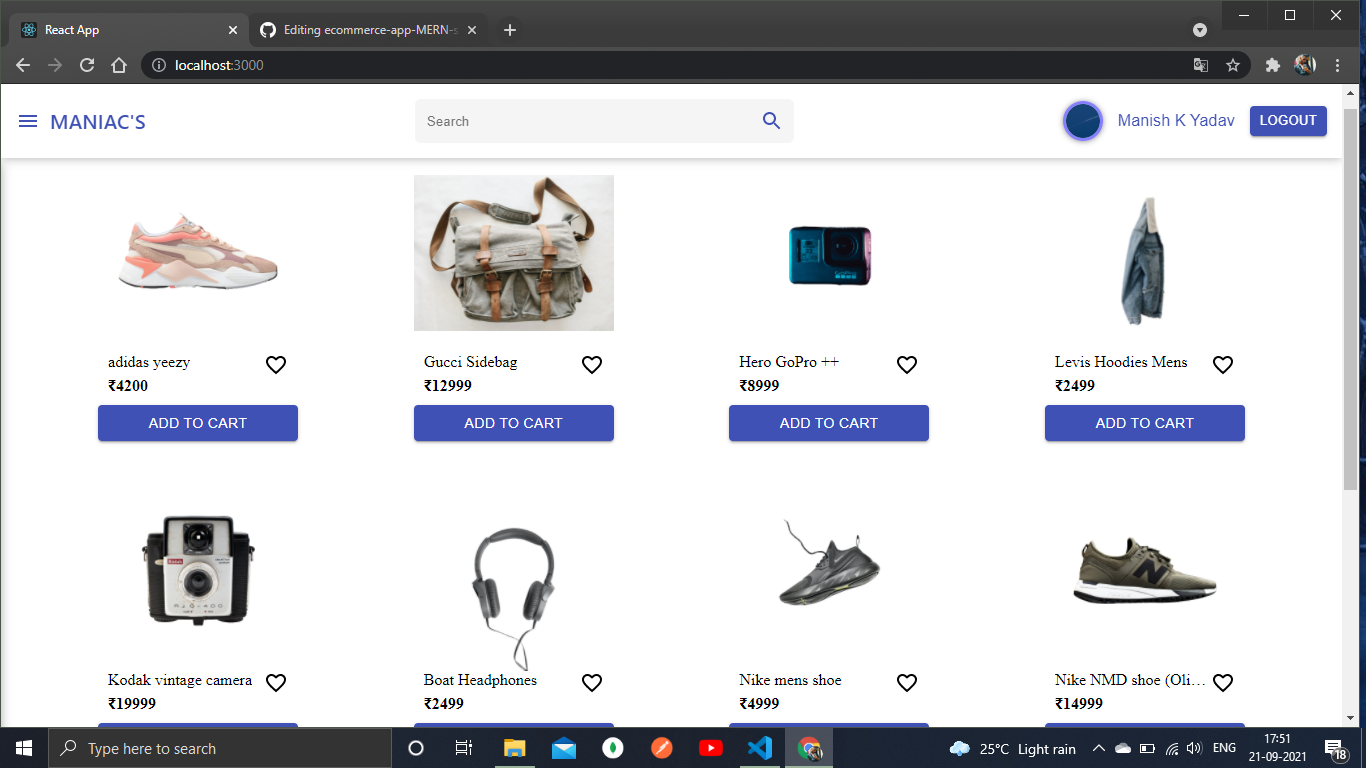 React App
Editing ecommerce-app-MERN-s
localhost:3000
MANIAC'S
Search
Manish K Yadav
LOGOUT
adidas yeezy
₹4200
ADD TO CART
Gucci Sidebag
₹12999
ADD TO CART
GoPro
Hero GoPro ++
₹8999
ADD TO CART
Levis Hoodies Mens
₹2499
ADD TO CART
Kodak
Kodak vintage camera
₹19999
Boat Headphones
₹2499
Nike mens shoe
₹4999
N
Nike NMD shoe (Oli...
₹14999
Type here to search
25°C Light rain
ENG
17:51
21-09-2021
18